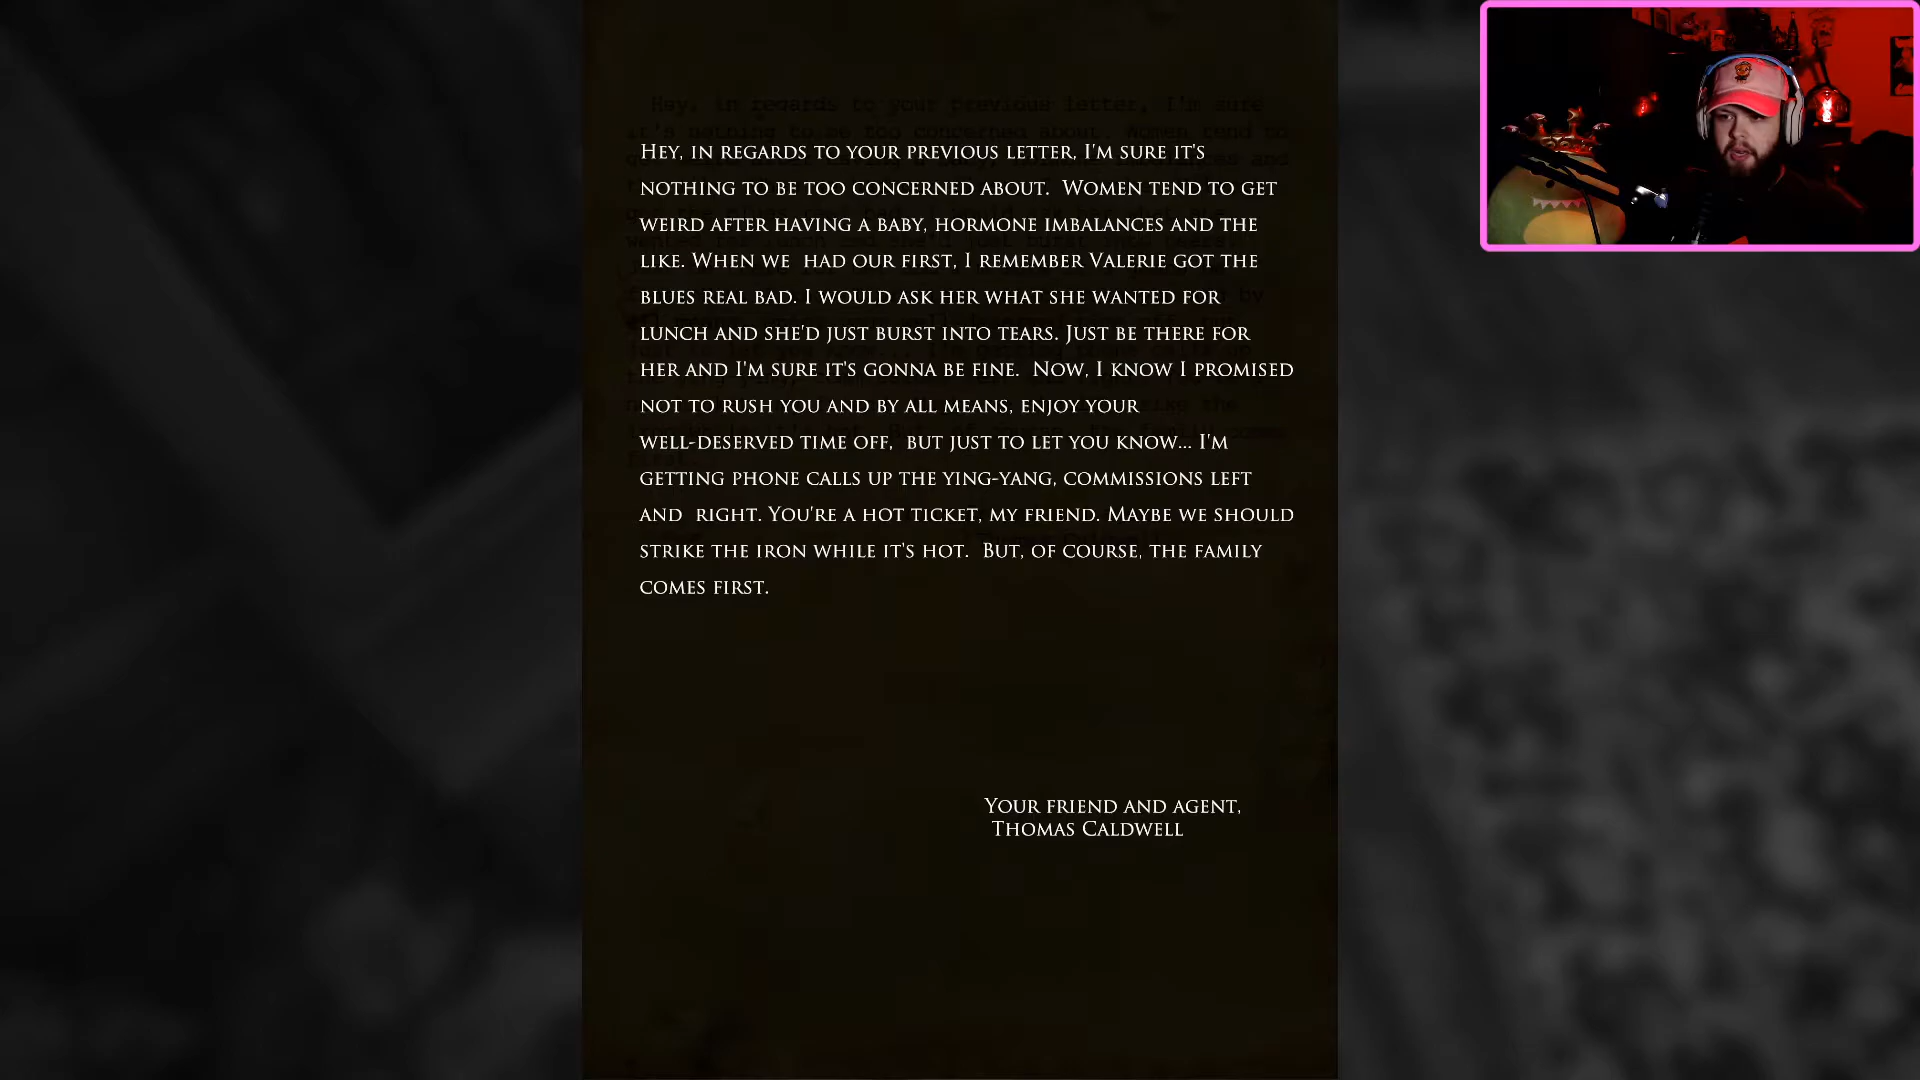 Hey, in regards to your previous letter, I'm sure it's
nothing to be too concerned about.  Women tend to get
weird after having a baby, hormone imbalances and the
like. When we  had our first, I remember Valerie got the
blues real bad. I would ask her what she wanted for
lunch and she'd just burst into tears. Just be there for
her and I'm sure it's gonna be fine.  Now, I know I promised
not to rush you and by all means, enjoy your
well-deserved time off,  but just to let you know... I'm
getting phone calls up the ying-yang, commissions left
and  right. You're a hot ticket, my friend. Maybe we should
strike the iron while it's hot.  But, of course, the family
comes first.
Your friend and agent,
Thomas Caldwell